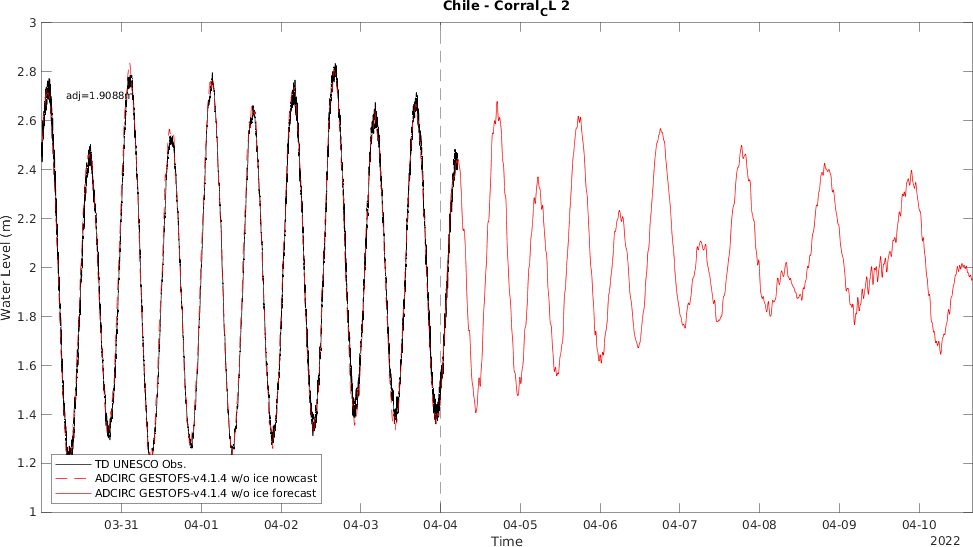 Chile - Corral_CL 2
3
2.8
adj=1.9088m
2.6
2.4
2.2
2
1.8
1.6
1.4
1.2
1
Water Level (m)
TD UNESCO Obs.
ADCIRC GESTOFS-v4.1.4 w/o ice nowcast
ADCIRC GESTOFS-v4.1.4 w/o ice forecast
03-31 04-01 04-02 04-03 04-04 04-05 04-06 04-07 04-08 04-09 04-10
Time
2022